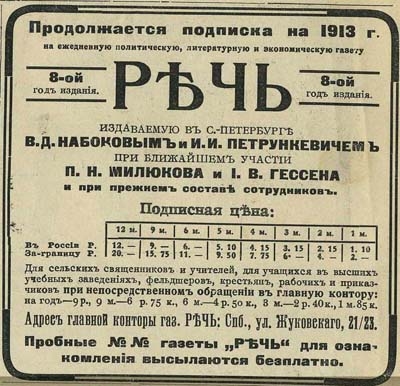 Продолжается подписка на 1913 г.
на ежедневную политическую, литературную и экономическую газету
8-ой
годъ изданія.
РѢЧЬ
8-ой
годъ изданія.
ИЗДАВАЕМУЮ ВЪ С.-ПЕТЕРБУРГѢ
В.Д. НАБОКОВЫМЪ и И.И. ПЕТРУНКЕВИЧЕМЪ
ПРИ БЛИЖАЙШЕМЪ УЧАСТІИ
П. Н. МИЛЮКОВА и І. В. ГЕССЕНА
и при прежнемъ составѣ сотрудниковъ.
Подписная цѣна:
12 м. 9 м. 6 м. 5 м. 4 м. 3 м. 2 м. 1 м.
Въ Россіи Р. 12.— 9.— 6.— 5. 10 4. 15 3. 15 2. 15 1. 10
За-границу Р. 20.— 15. 75 11.— 9. 50 7. 75 6·— 4.— 2.—
Для сельскихъ священниковъ и учителей, для учащихся въ высшихъ
учебныхъ заведеніяхъ, фельдшеровъ, крестьянъ, рабочихъ и приказ-
чиковъ при непосредственномъ обращеніи въ главную контору:
на годъ—9 р., 9 м.—6 р. 75 к., 6 м.—4 р. 50 к., 3 м.—2 р. 40 к., 1 м. 85 к.
Адресъ главной конторы газ. РѢЧЬ: Спб., ул. Жуковскаго, 21/23.
Пробные №№ газеты „РѢЧЬ" для озна-
комленія высылаются безплатно.